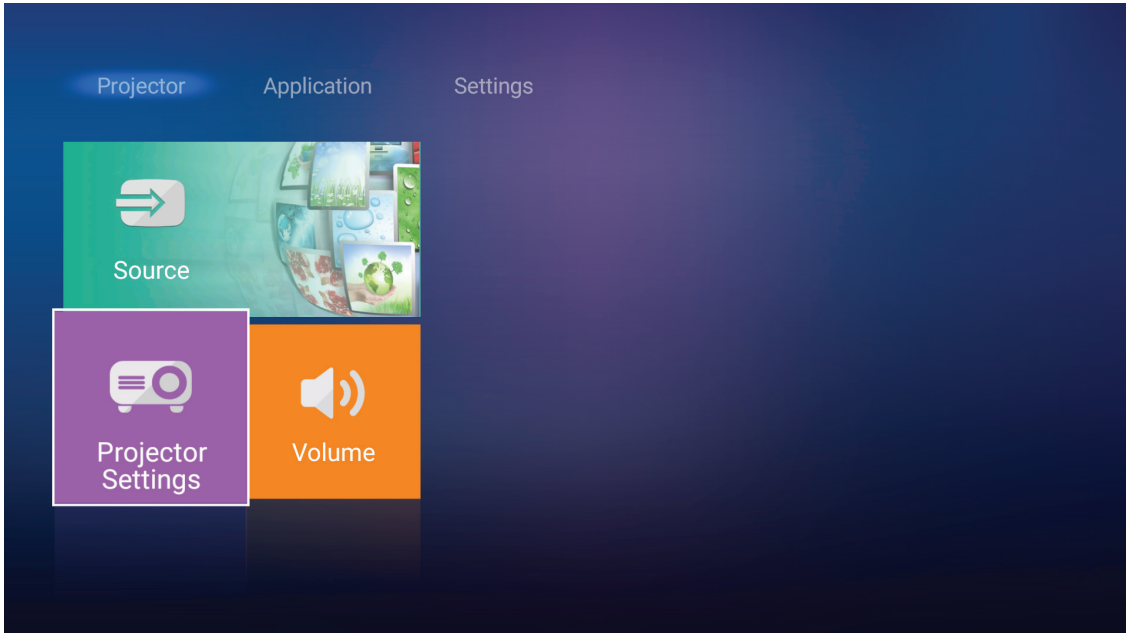 Projector
Application
Settings
Source
Projector
Settings
Volume